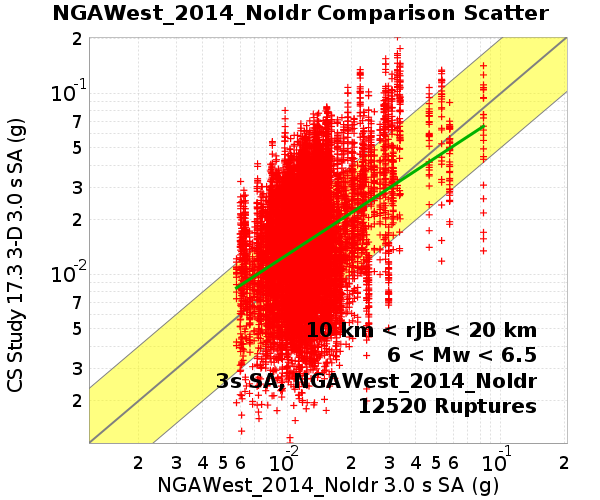 NGAWest_2014_NoIdr Comparison Scatter
CS Study 17.3 3-D 3.0 s SA (g)
2
10-1
7
5
3
2
10-2
7
5
3
2
10 km < rJB < 20 km
6 < Mw < 6.5
3s SA, NGAWest_2014_NoIdr
12520 Ruptures
2 3 4 5 6 10-2 2 3 4 5 6 10-1 2
NGAWest_2014_NoIdr 3.0 s SA (g)